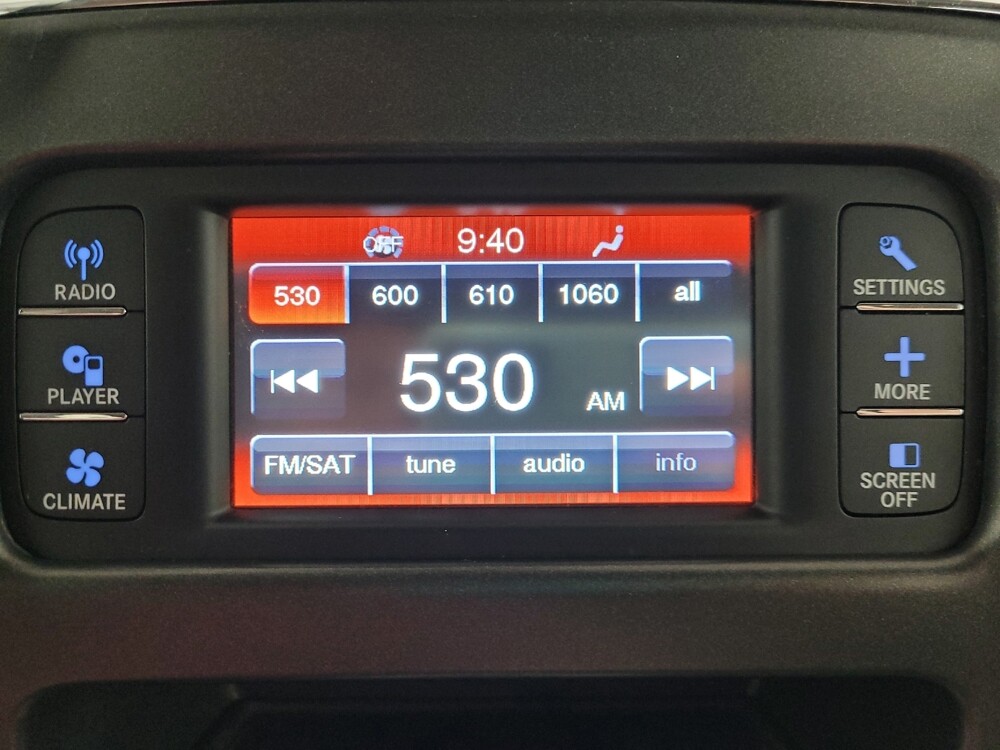 OFF 9:40
530 600 610 1060 all
530 AM
FM/SAT tune audio info
RADIO
PLAYER
CLIMATE
SETTINGS
MORE
SCREEN
OFF